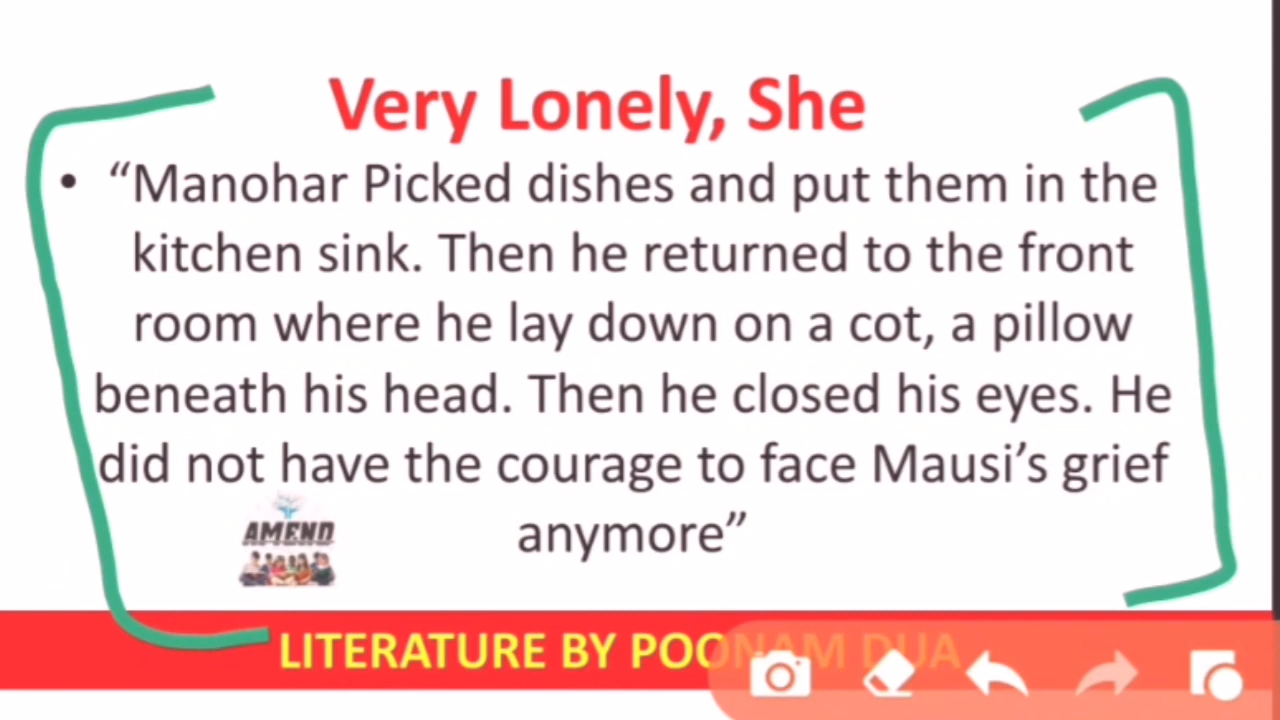 Very Lonely, She
• “Manohar Picked dishes and put them in the
kitchen sink. Then he returned to the front
room where he lay down on a cot, a pillow
beneath his head. Then he closed his eyes. He
did not have the courage to face Mausi’s grief
anymore”
AMEND
LITERATURE BY POONAM DUA